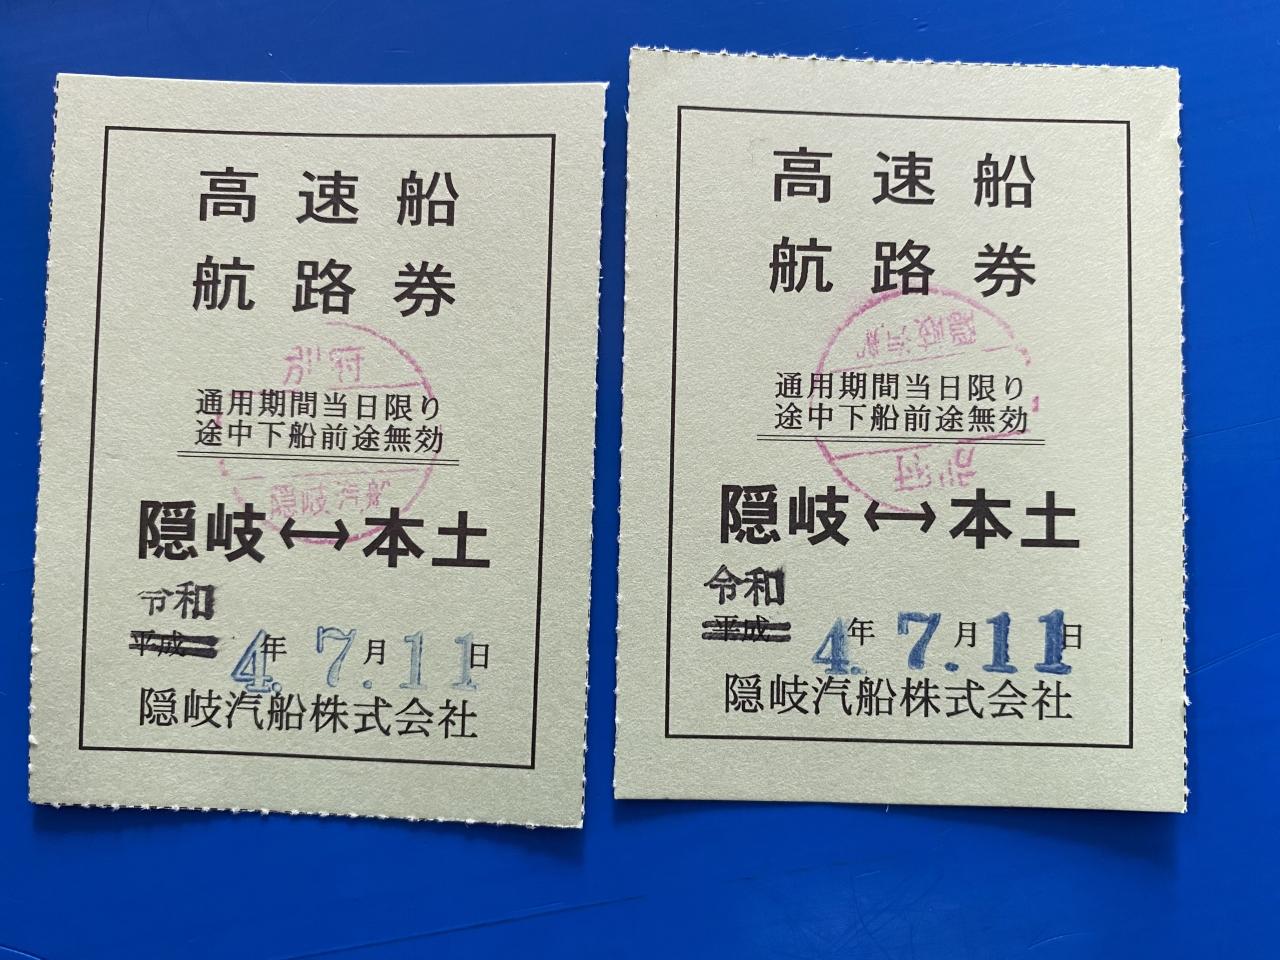 高速船
航路券
別府
通用期間当日限り
途中下船前途無効
隠岐汽船
隠岐↔本土
令和
平成 4.年 7.月 11日
隠岐汽船株式会社
高速船
航路券
隠岐汽船
通用期間当日限り
途中下船前途無効
別府
隠岐↔本土
令和
平成 4.年 7.月 11日
隠岐汽船株式会社